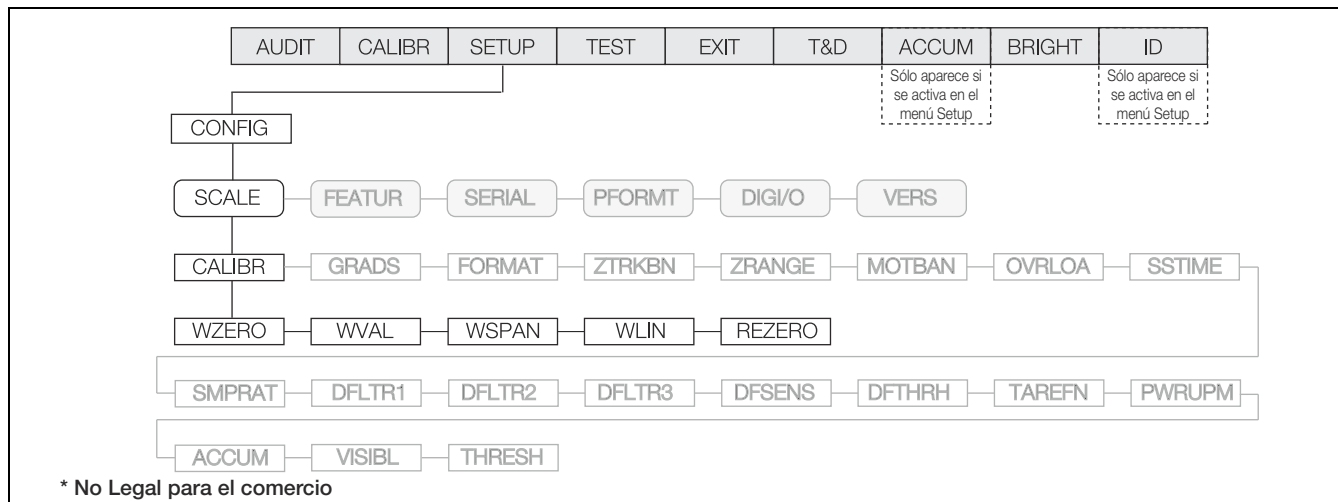 AUDIT CALIBR SETUP TEST EXIT T&D ACCUM BRIGHT ID
Sólo aparece si
se activa en el
menú Setup
Sólo aparece si
se activa en el
menú Setup
CONFIG
SCALE FEATUR SERIAL PFORMT DIGI/O VERS
CALIBR GRADS FORMAT ZTRKBN ZRANGE MOTBAN OVRLOA SSTIME
WZERO WVAL WSPAN WLIN REZERO
SMPRAT DFLTR1 DFLTR2 DFLTR3 DFSENS DFTHRH TAREFN PWRUPM
ACCUM VISIBL THRESH
* No Legal para el comercio